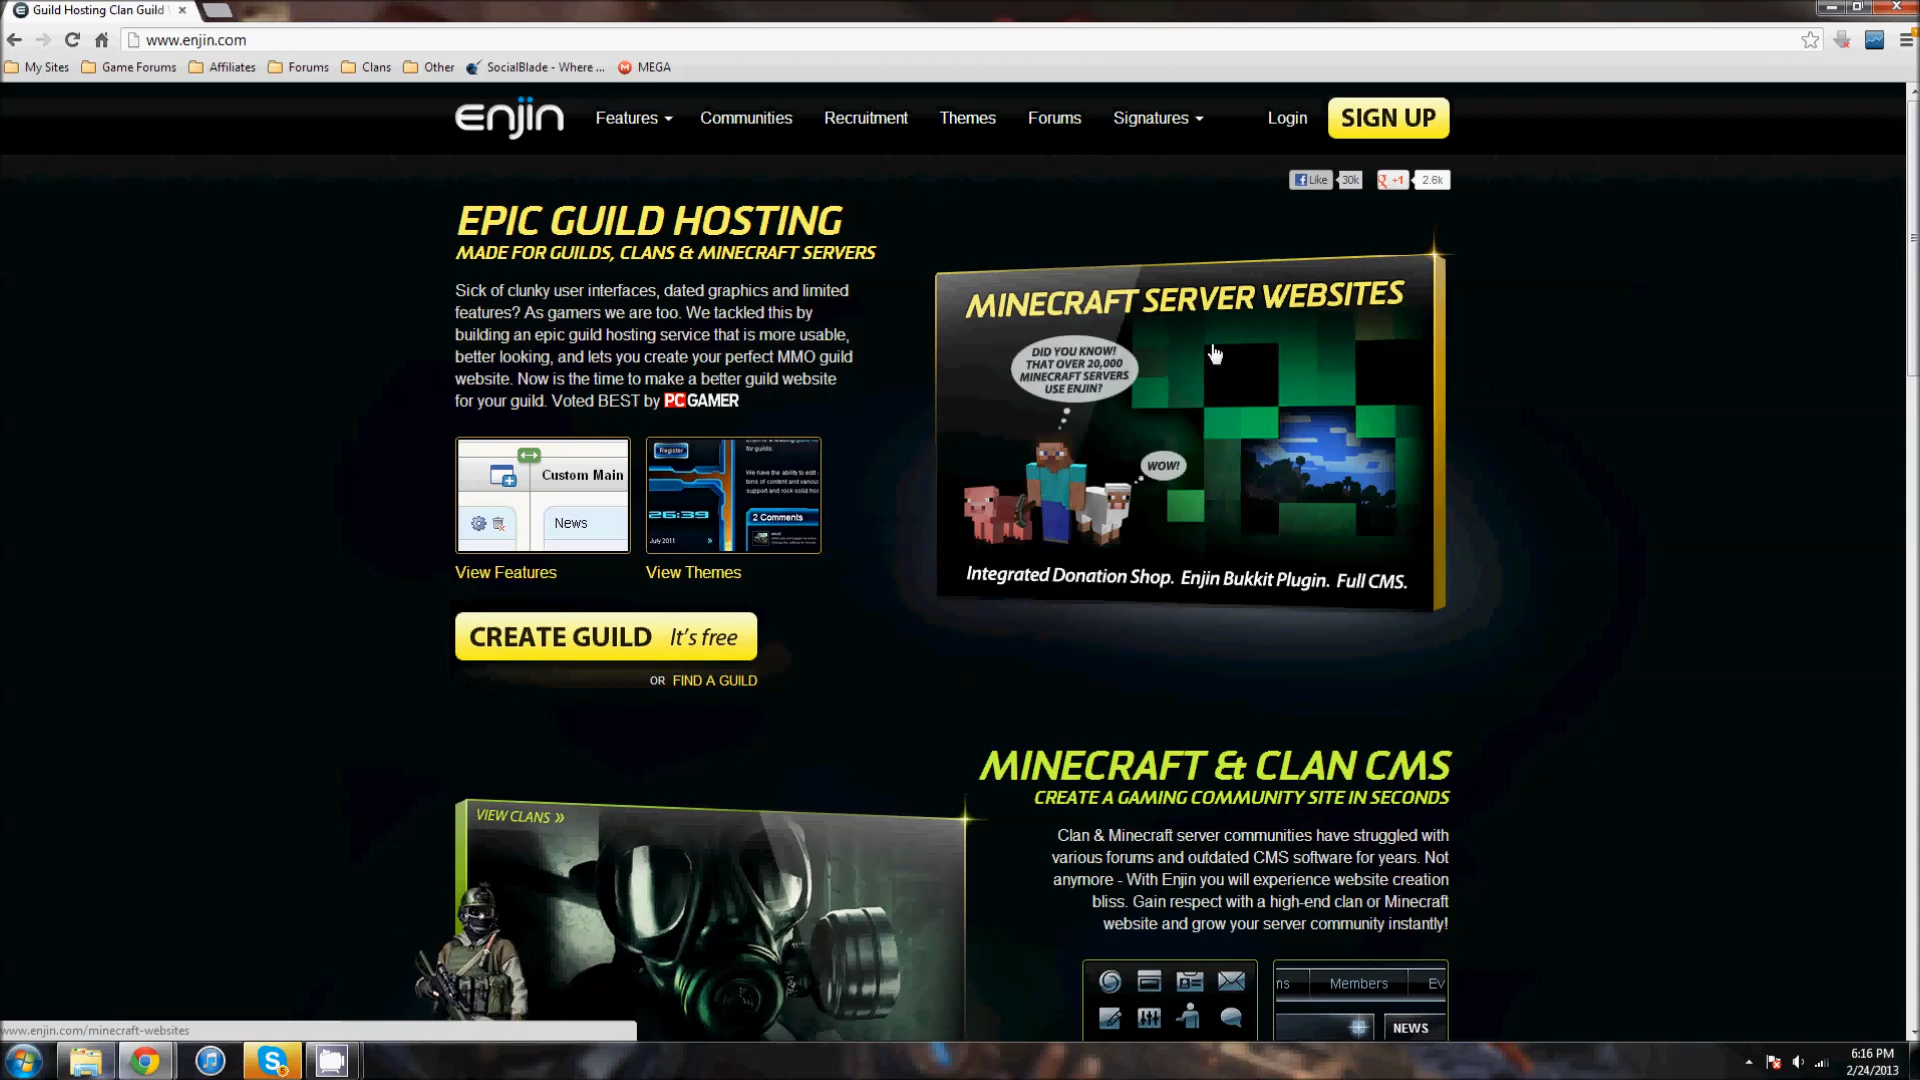 Guild Hosting Clan Guild
www.enjin.com
My Sites
Game Forums
Affiliates
Forums
Clans
Other
SocialBlade - Where ...
MEGA
enjin
Features
Communities
Recruitment
Themes
Forums
Signatures
Login
SIGN UP
Like
30k
+1
2.6k
EPIC GUILD HOSTING
MADE FOR GUILDS, CLANS & MINECRAFT SERVERS
Sick of clunky user interfaces, dated graphics and limited
features? As gamers we are too. We tackled this by
building an epic guild hosting service that is more usable,
better looking, and lets you create your perfect MMO guild
website. Now is the time to make a better guild website
for your guild. Voted BEST by PC GAMER
MINECRAFT SERVER WEBSITES
DID YOU KNOW!
THAT OVER 20,000
MINECRAFT SERVERS
USE ENJIN?
WOW!
Integrated Donation Shop. Enjin Bukkit Plugin. Full CMS.
Custom Main
News
Register
for guilds.
We have the ability to edit
tons of content and
support and rock solid
26:39
2 Comments
July 2011
View Features
View Themes
CREATE GUILD It's free
OR FIND A GUILD
MINECRAFT & CLAN CMS
CREATE A GAMING COMMUNITY SITE IN SECONDS
VIEW CLANS »
Clan & Minecraft server communities have struggled with
various forums and outdated CMS software for years. Not
anymore - With Enjin you will experience website creation
bliss. Gain respect with a high-end clan or Minecraft
website and grow your server community instantly!
ns
Members
Ev
NEWS
www.enjin.com/minecraft-websites
5
6:16 PM
2/24/2013